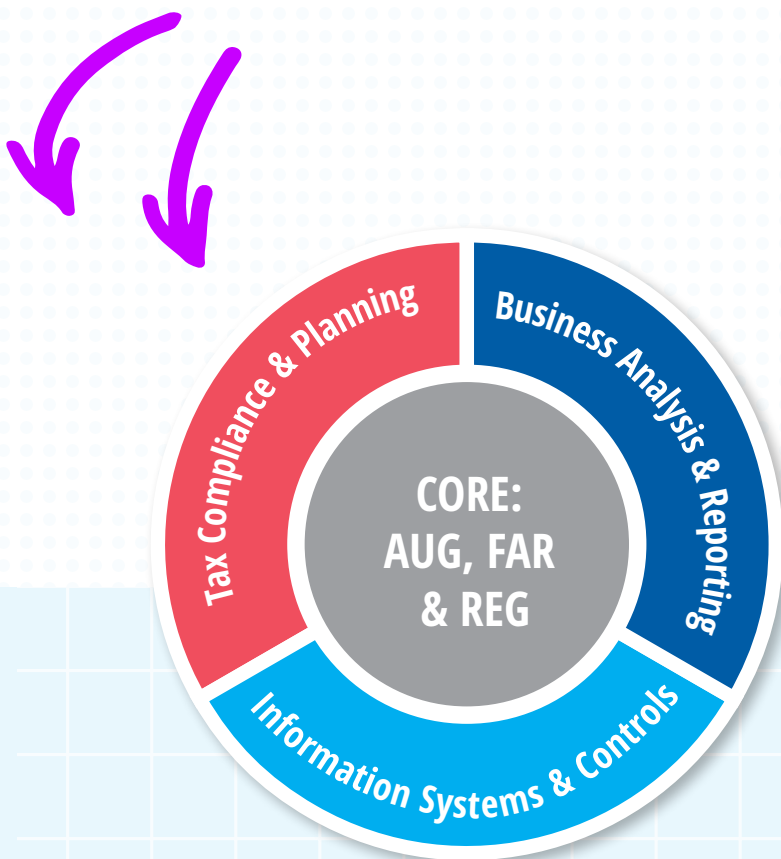 Tax Compliance & Planning
Business Analysis & Reporting
CORE:
AUG, FAR
& REG
Information Systems & Controls